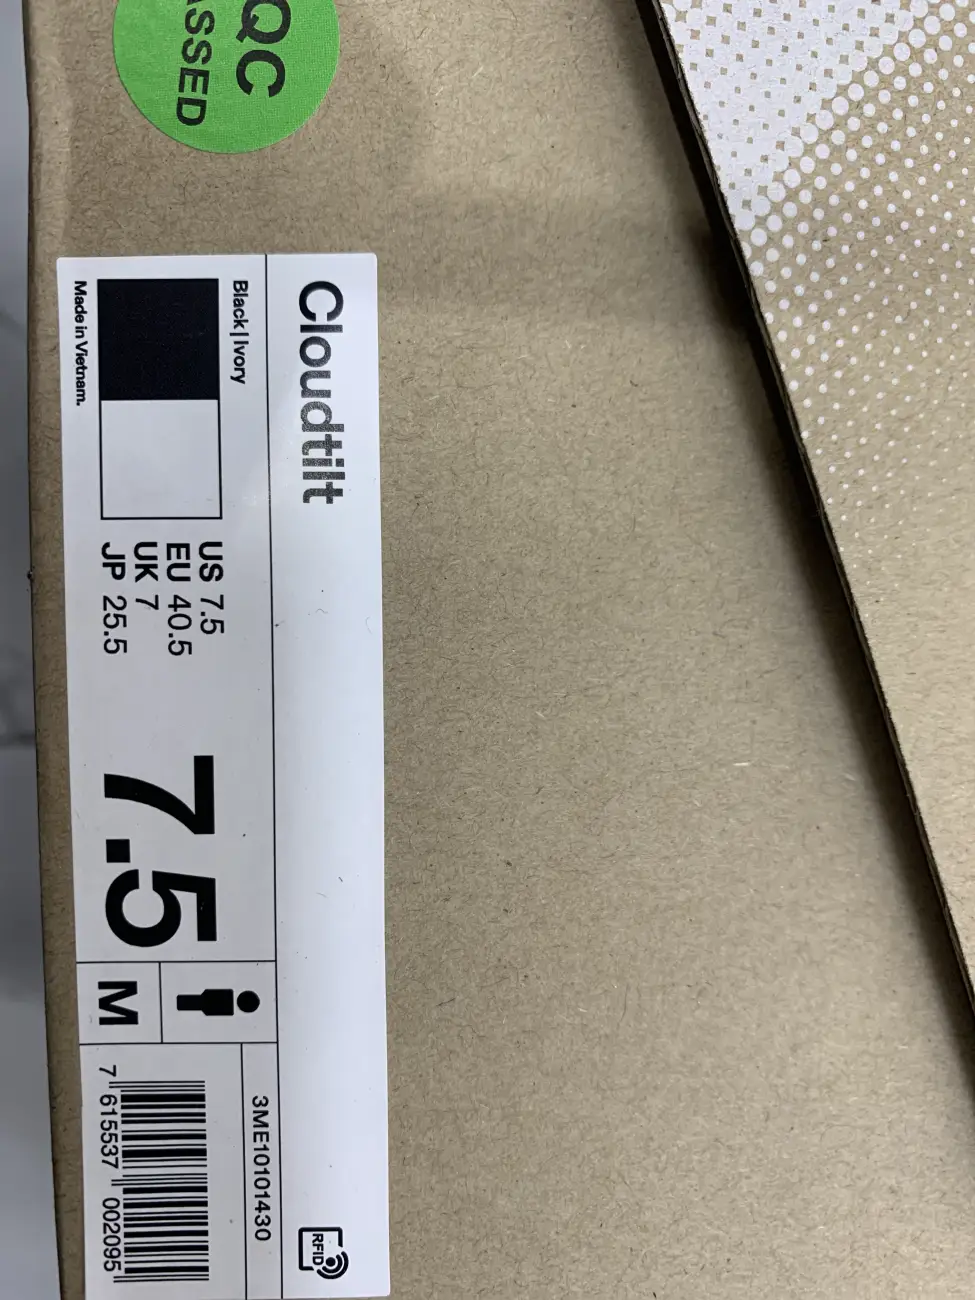 QC
ASSED
Cloudtilt
Black | Ivory
Made in Vietnam.
US 7.5
EU 40.5
UK 7
JP 25.5
7.5
M
3ME10101430
7 615537 002095
RFID